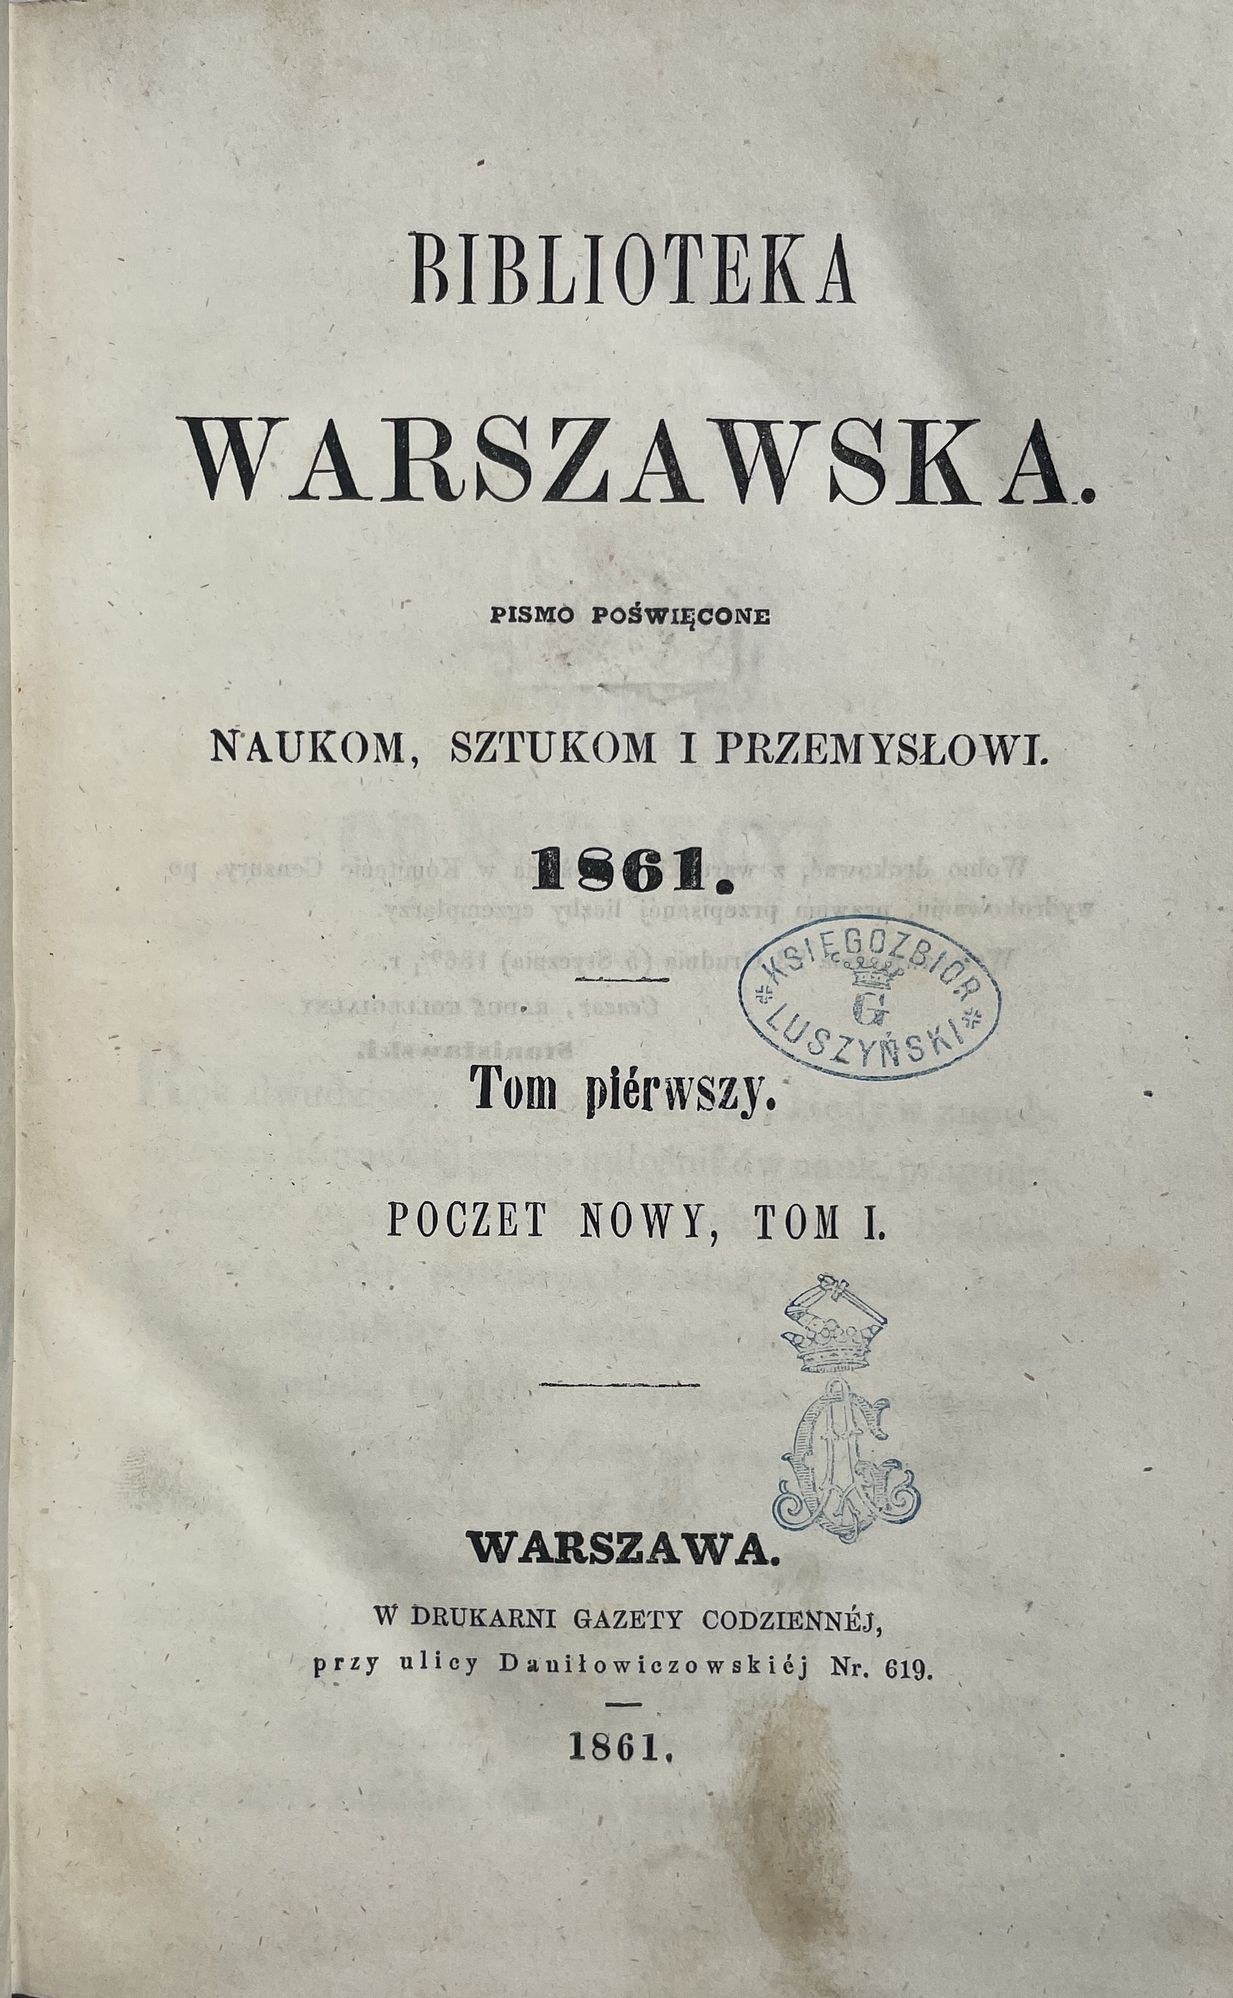 BIBLIOTEKA
WARSZAWSKA.
PISMO POŚWIĘCONE
NAUKOM, SZTUKOM I PRZEMYSŁOWI.
1861.
KSIĘGOZBIÓR
G
LUSZYŃSKI
Tom piérwszy.
POCZET NOWY, TOM I.
WARSZAWA.
W DRUKARNI GAZETY CODZIENNÉJ,
przy ulicy Daniłowiczowskiéj Nr. 619.
1861.